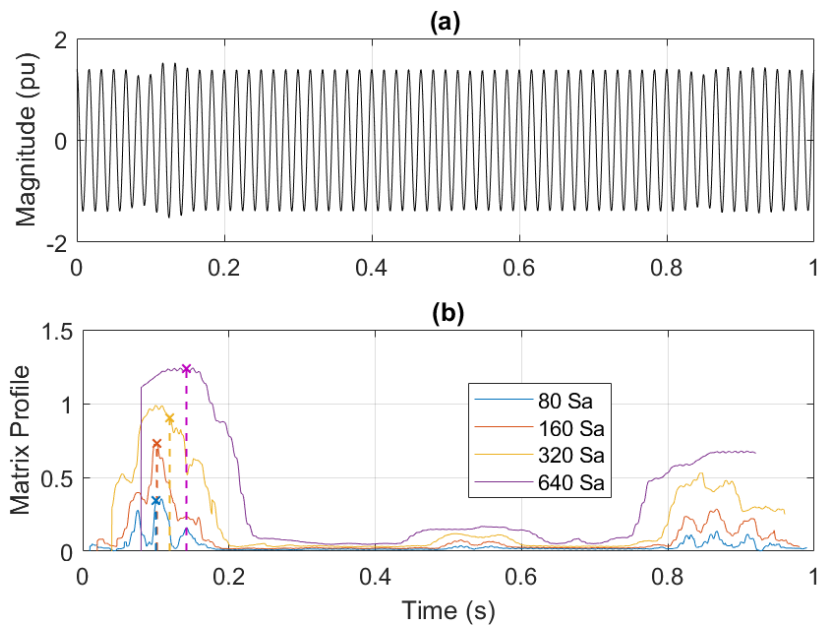 (a)
Magnitude (pu)
2
0
-2
0 0.2 0.4 0.6 0.8 1
(b)
Matrix Profile
1.5
1
0.5
0
80 Sa
160 Sa
320 Sa
640 Sa
0 0.2 0.4 0.6 0.8 1
Time (s)